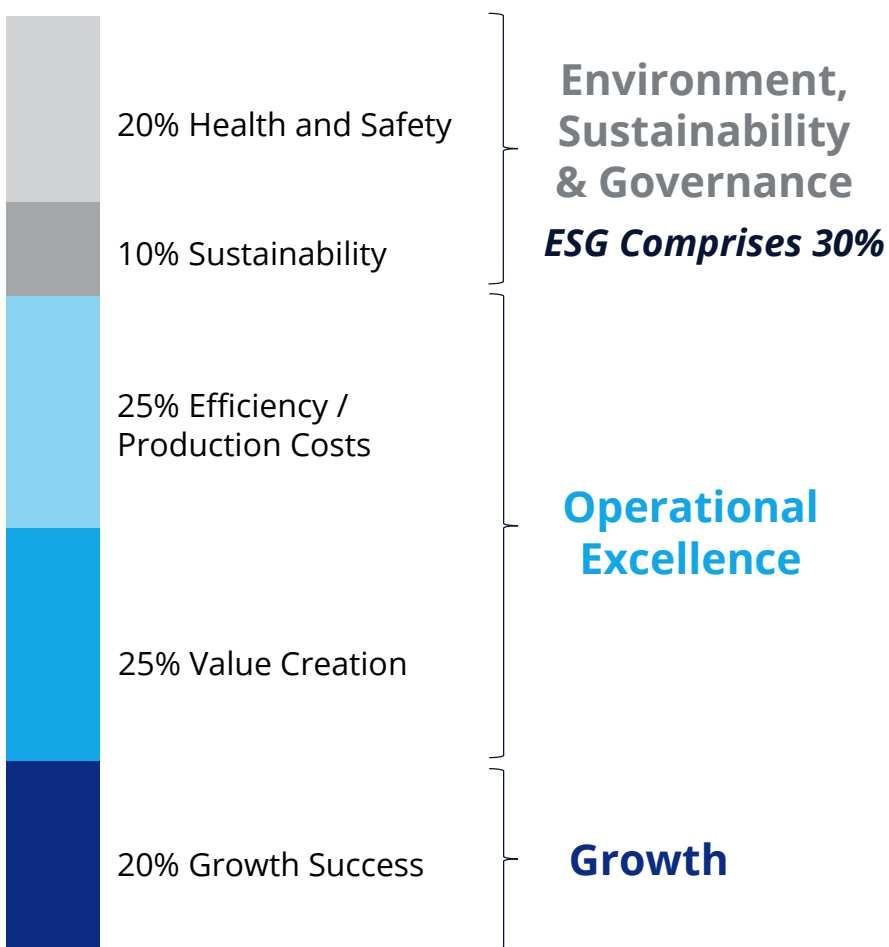 20% Health and Safety
10% Sustainability
Environment,
Sustainability
& Governance
ESG Comprises 30%
25% Efficiency /
Production Costs
25% Value Creation
Operational
Excellence
20% Growth Success
Growth